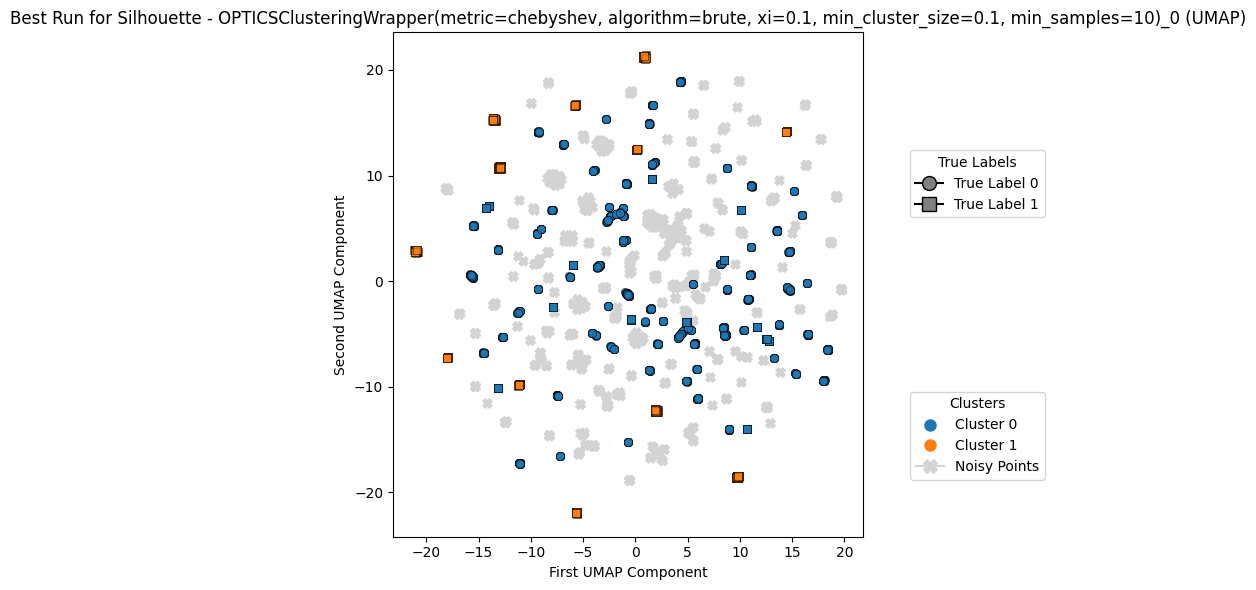 Best Run for Silhouette - OPTICSClusteringWrapper(metric=chebyshev, algorithm=brute, xi=0.1, min_cluster_size=0.1, min_samples=10)_0 (UMAP)
Second UMAP Component
20
10
0
−10
−20
−20 −15 −10 −5 0 5 10 15 20
First UMAP Component
True Labels
True Label 0
True Label 1
Clusters
Cluster 0
Cluster 1
Noisy Points